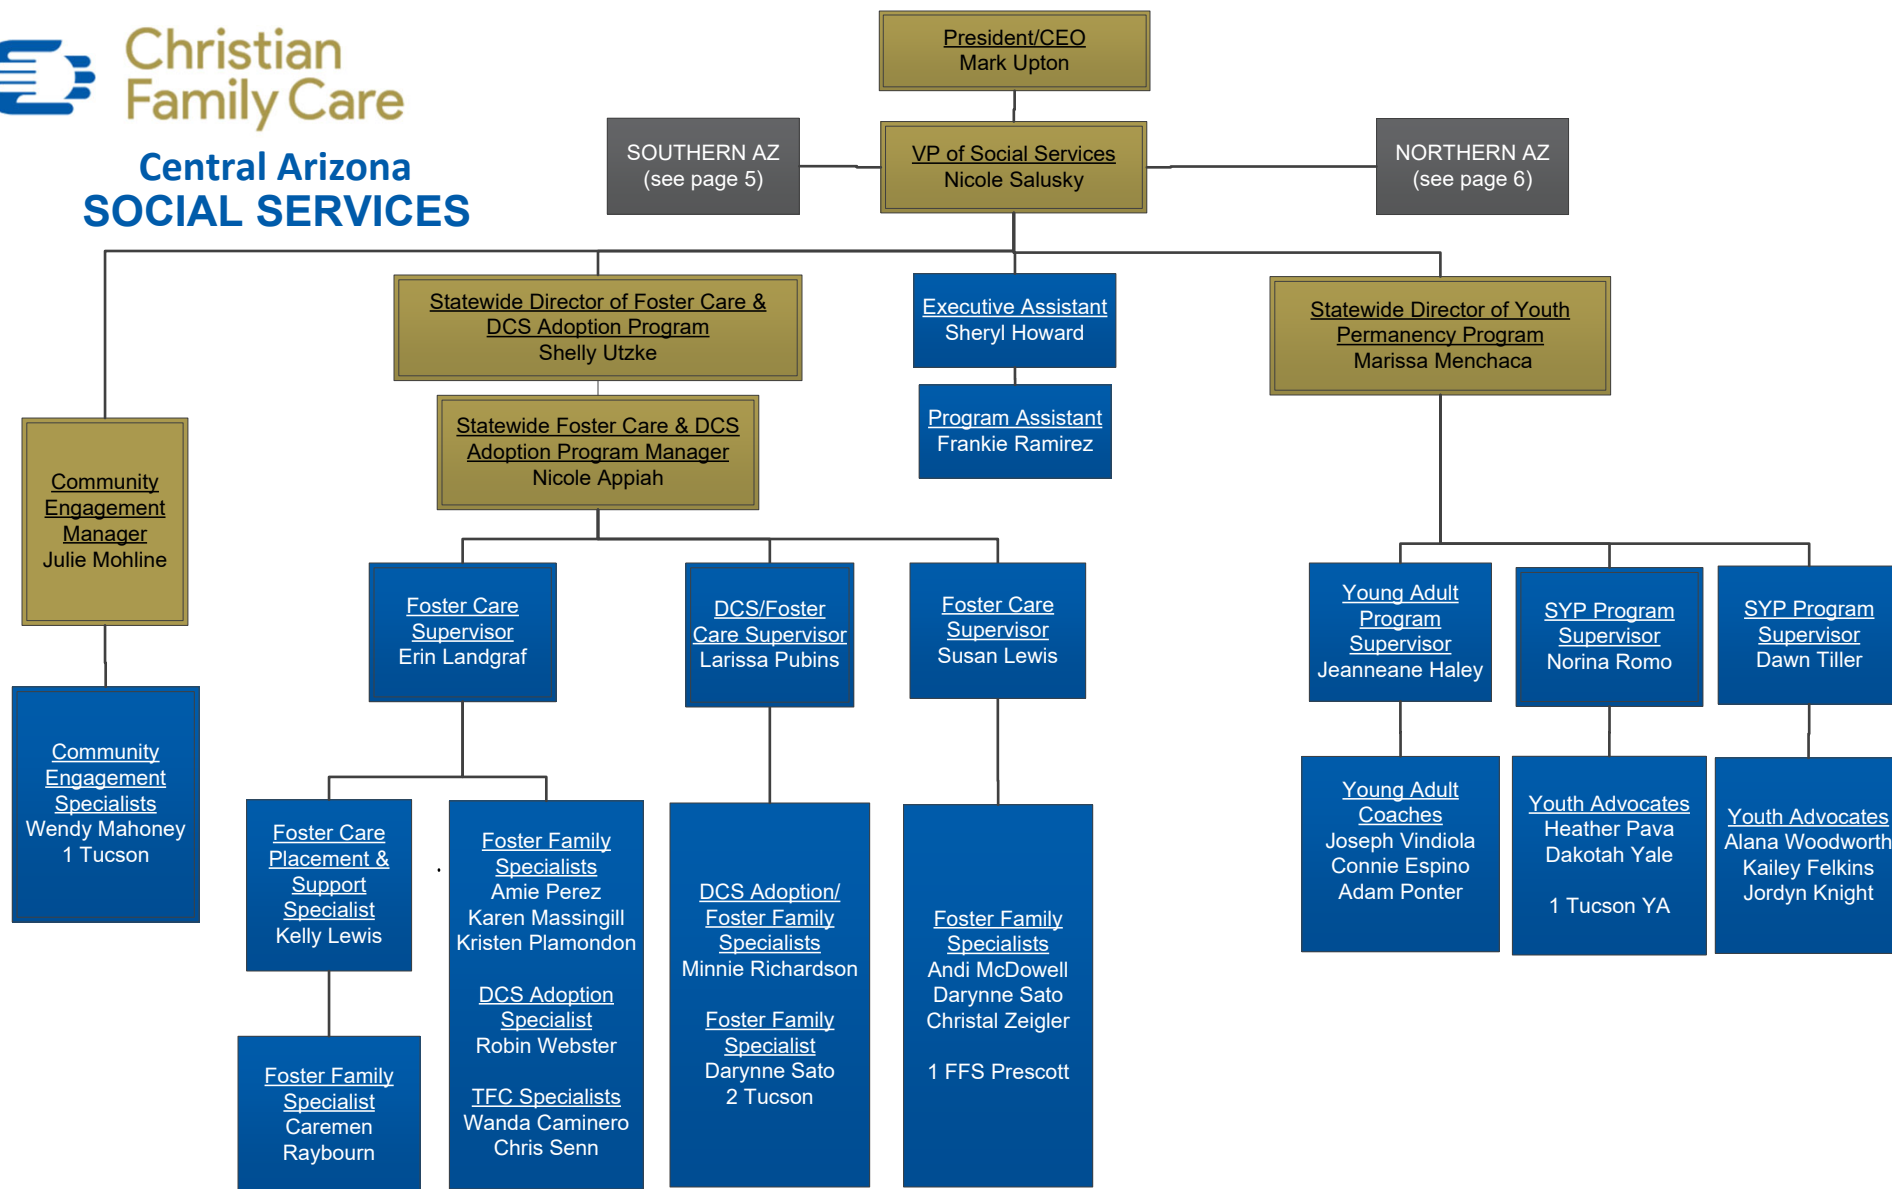 Christian
Family Care
Central Arizona
SOCIAL SERVICES
President/CEO
Mark Upton
SOUTHERN AZ
(see page 5)
VP of Social Services
Nicole Salusky
NORTHERN AZ
(see page 6)
Statewide Director of Foster Care &
DCS Adoption Program
Shelly Utzke
Executive Assistant
Sheryl Howard
Statewide Director of Youth
Permanency Program
Marissa Menchaca
Statewide Foster Care & DCS
Adoption Program Manager
Nicole Appiah
Program Assistant
Frankie Ramirez
Community
Engagement
Manager
Julie Mohline
Foster Care
Supervisor
Erin Landgraf
DCS/Foster
Care Supervisor
Larissa Pubins
Foster Care
Supervisor
Susan Lewis
Young Adult
Program
Supervisor
Jeanneane Haley
SYP Program
Supervisor
Norina Romo
SYP Program
Supervisor
Dawn Tiller
Community
Engagement
Specialists
Wendy Mahoney
1 Tucson
Foster Care
Placement &
Support
Specialist
Kelly Lewis
Foster Family
Specialists
Amie Perez
Karen Massingill
Kristen Plamondon
DCS Adoption
Specialist
Robin Webster
TFC Specialists
Wanda Caminero
Chris Senn
DCS Adoption/
Foster Family
Specialists
Minnie Richardson
Foster Family
Specialist
Darynne Sato
2 Tucson
Foster Family
Specialists
Andi McDowell
Darynne Sato
Christal Zeigler
1 FFS Prescott
Young Adult
Coaches
Joseph Vindiola
Connie Espino
Adam Ponter
Youth Advocates
Heather Pava
Dakotah Yale
1 Tucson YA
Youth Advocates
Alana Woodworth
Kailey Felkins
Jordyn Knight
Foster Family
Specialist
Caremen
Raybourn